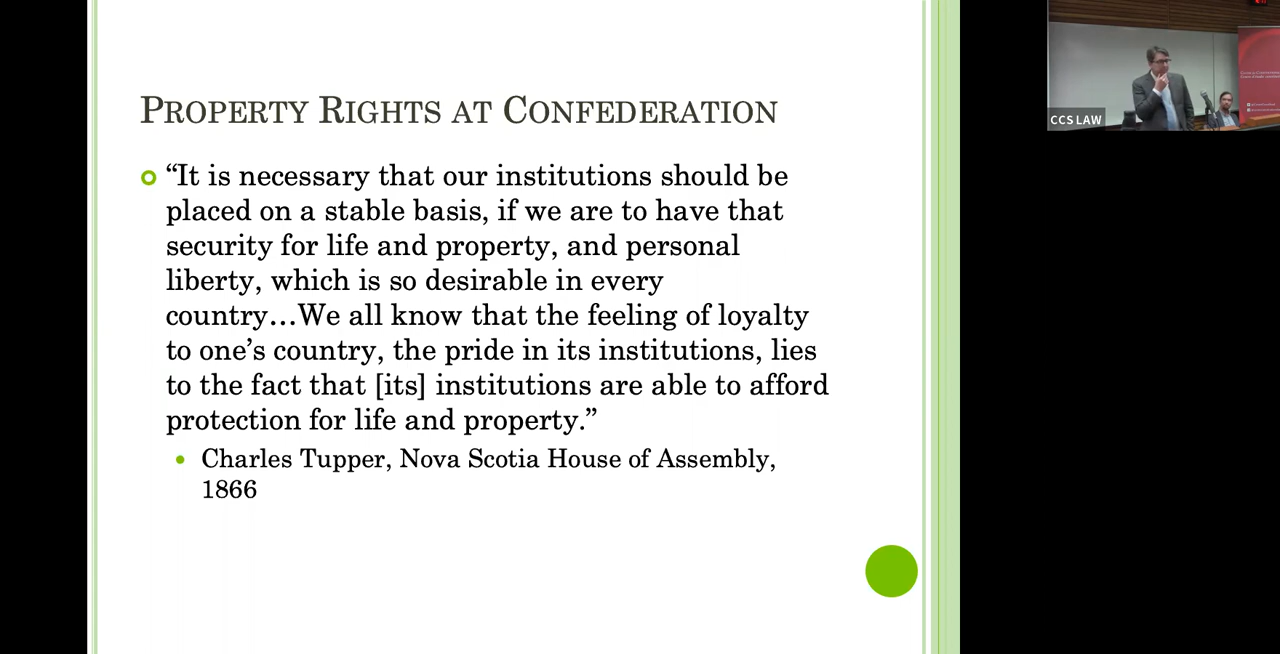 PROPERTY RIGHTS AT CONFEDERATION
“It is necessary that our institutions should be
placed on a stable basis, if we are to have that
security for life and property, and personal
liberty, which is so desirable in every
country…We all know that the feeling of loyalty
to one’s country, the pride in its institutions, lies
to the fact that [its] institutions are able to afford
protection for life and property.”
Charles Tupper, Nova Scotia House of Assembly,
1866
CCS LAW